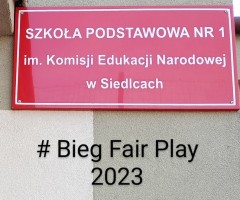 SZKOŁA PODSTAWOWA NR 1
im. Komisji Edukacji Narodowej
w Siedlcach
# Bieg Fair Play
2023